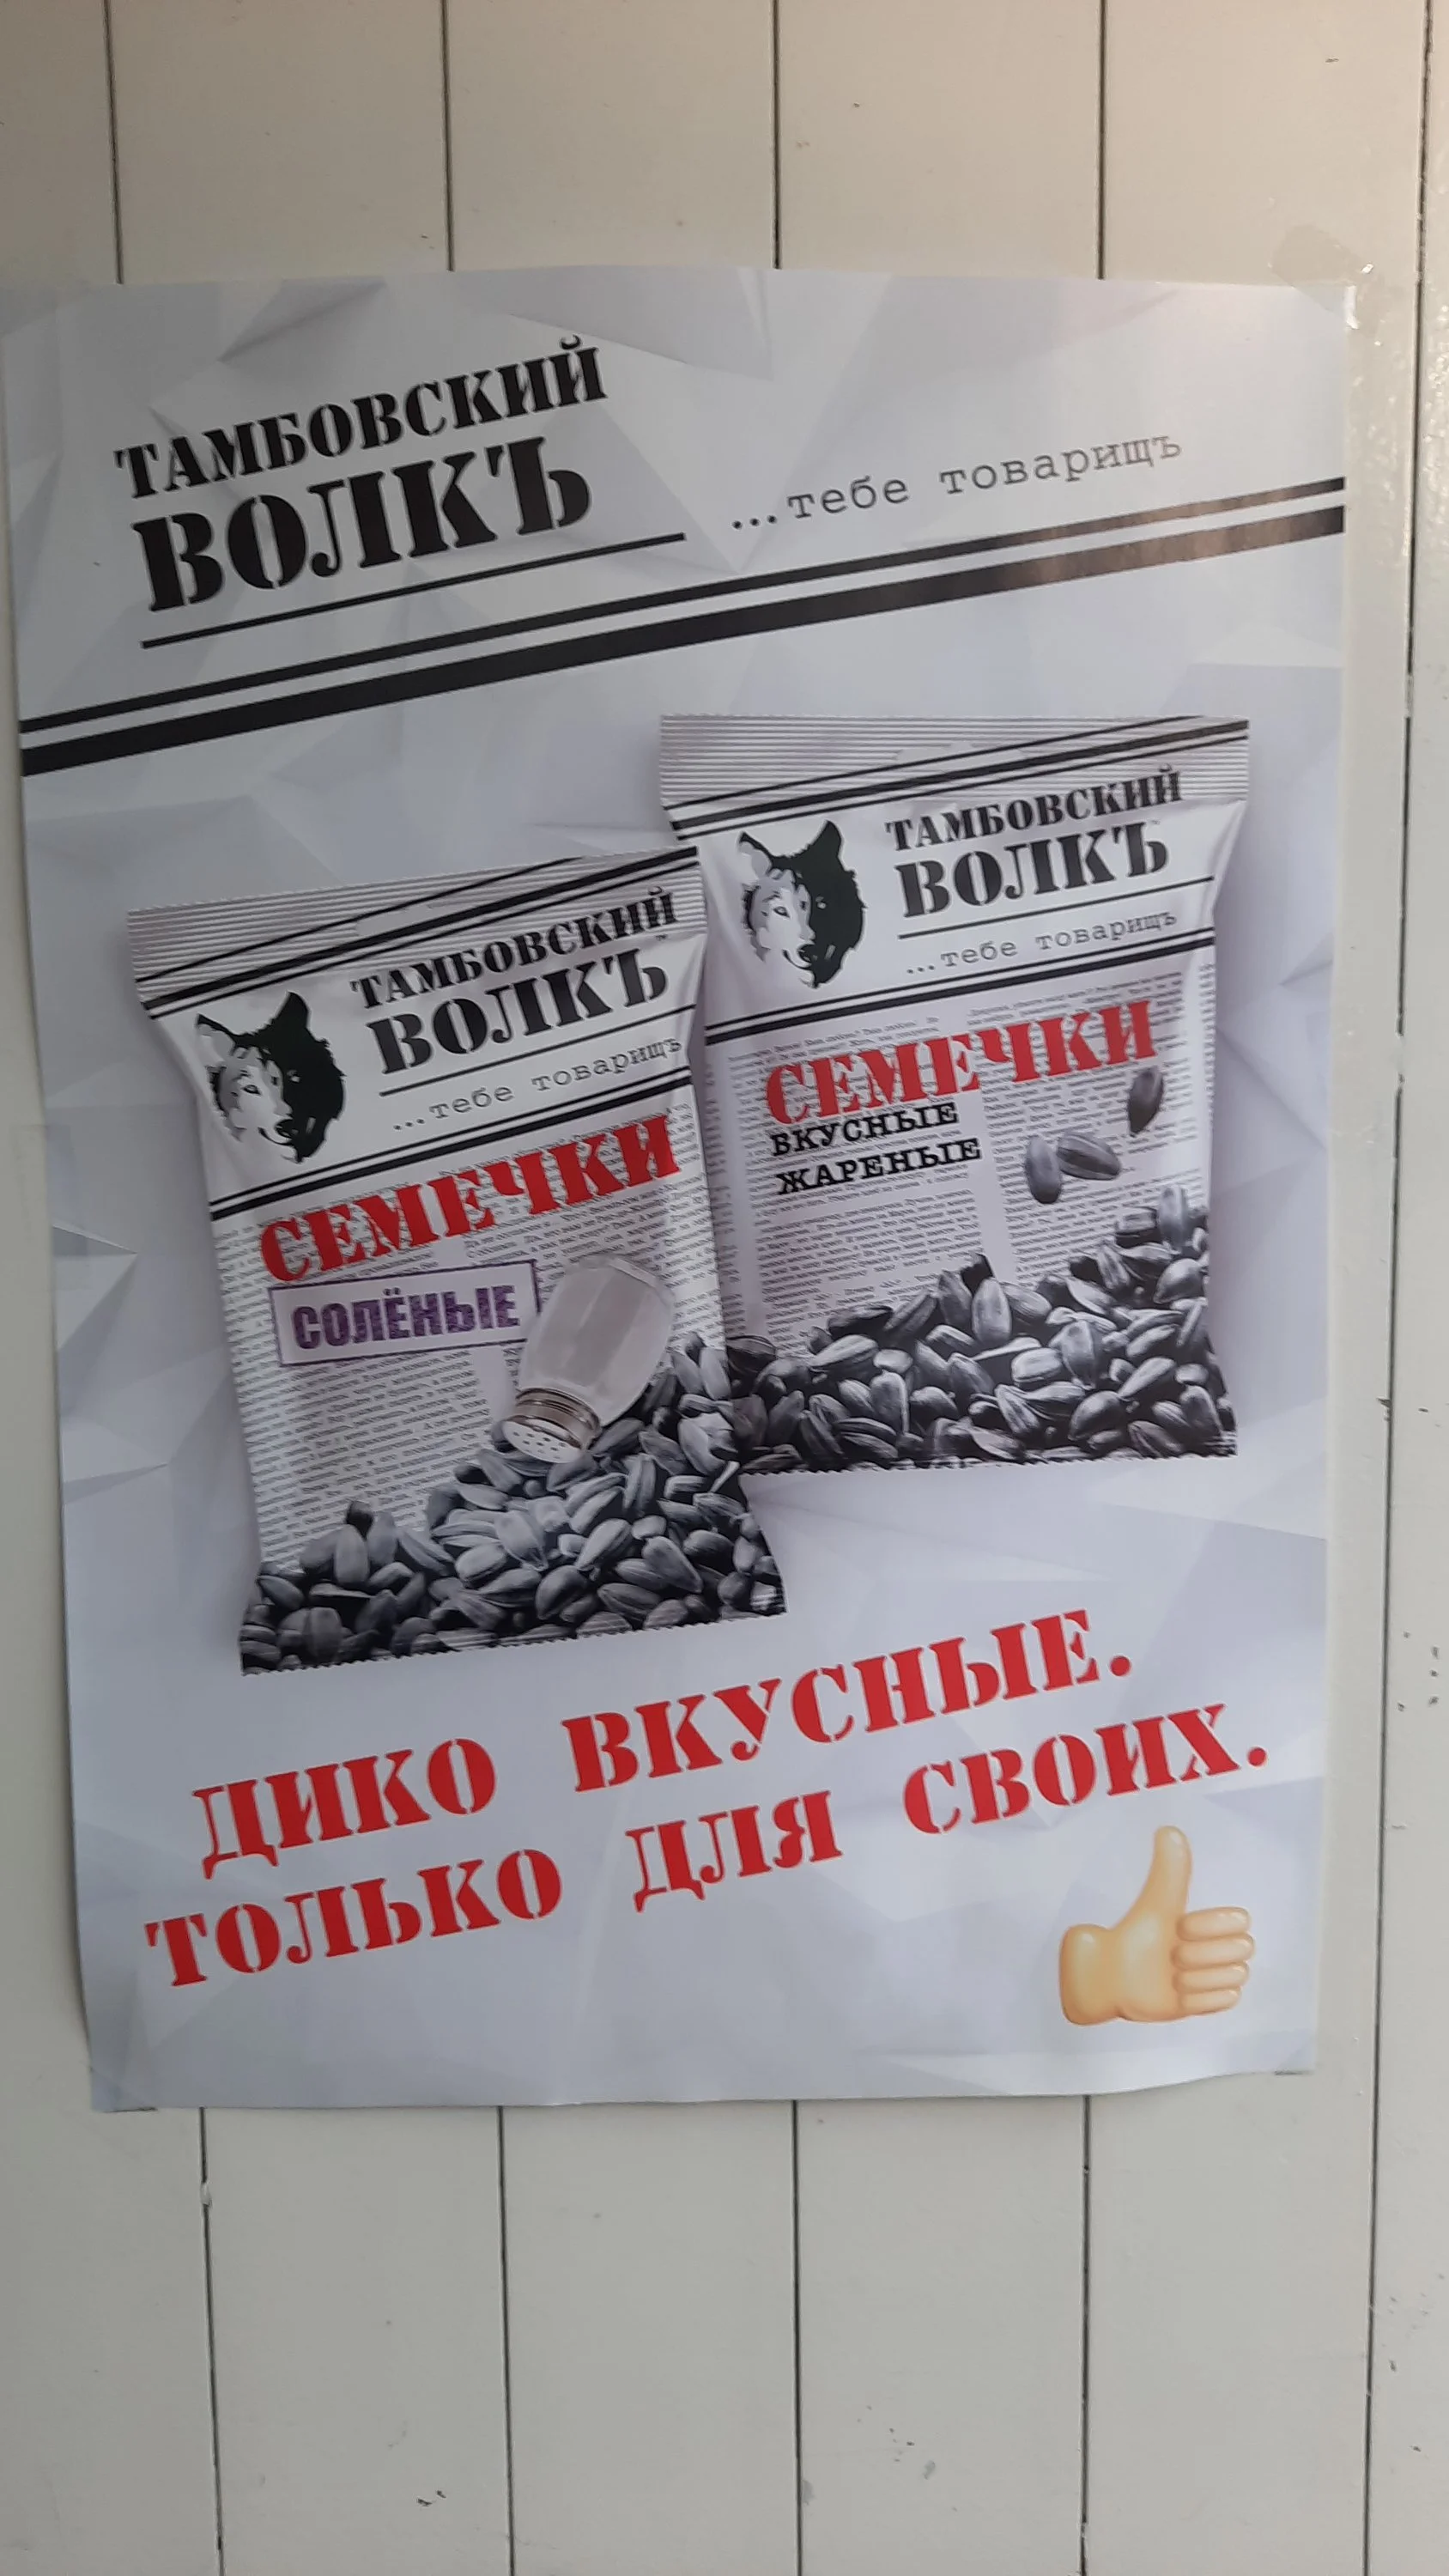 ТАМБОВСКИЙ
ВОЛКЪ
...тебе товарищъ
ТАМБОВСКИЙ
ВОЛКЪ
...тебе товарищъ
СЕМЕЧКИ
ВКУСНЫЕ
ЖАРЕНЫЕ
ТАМБОВСКИЙ
ВОЛКЪ
...тебе товарищъ
СЕМЕЧКИ
СОЛЁНЫЕ
ДИКО ВКУСНЫЕ.
ТОЛЬКО ДЛЯ СВОИХ.